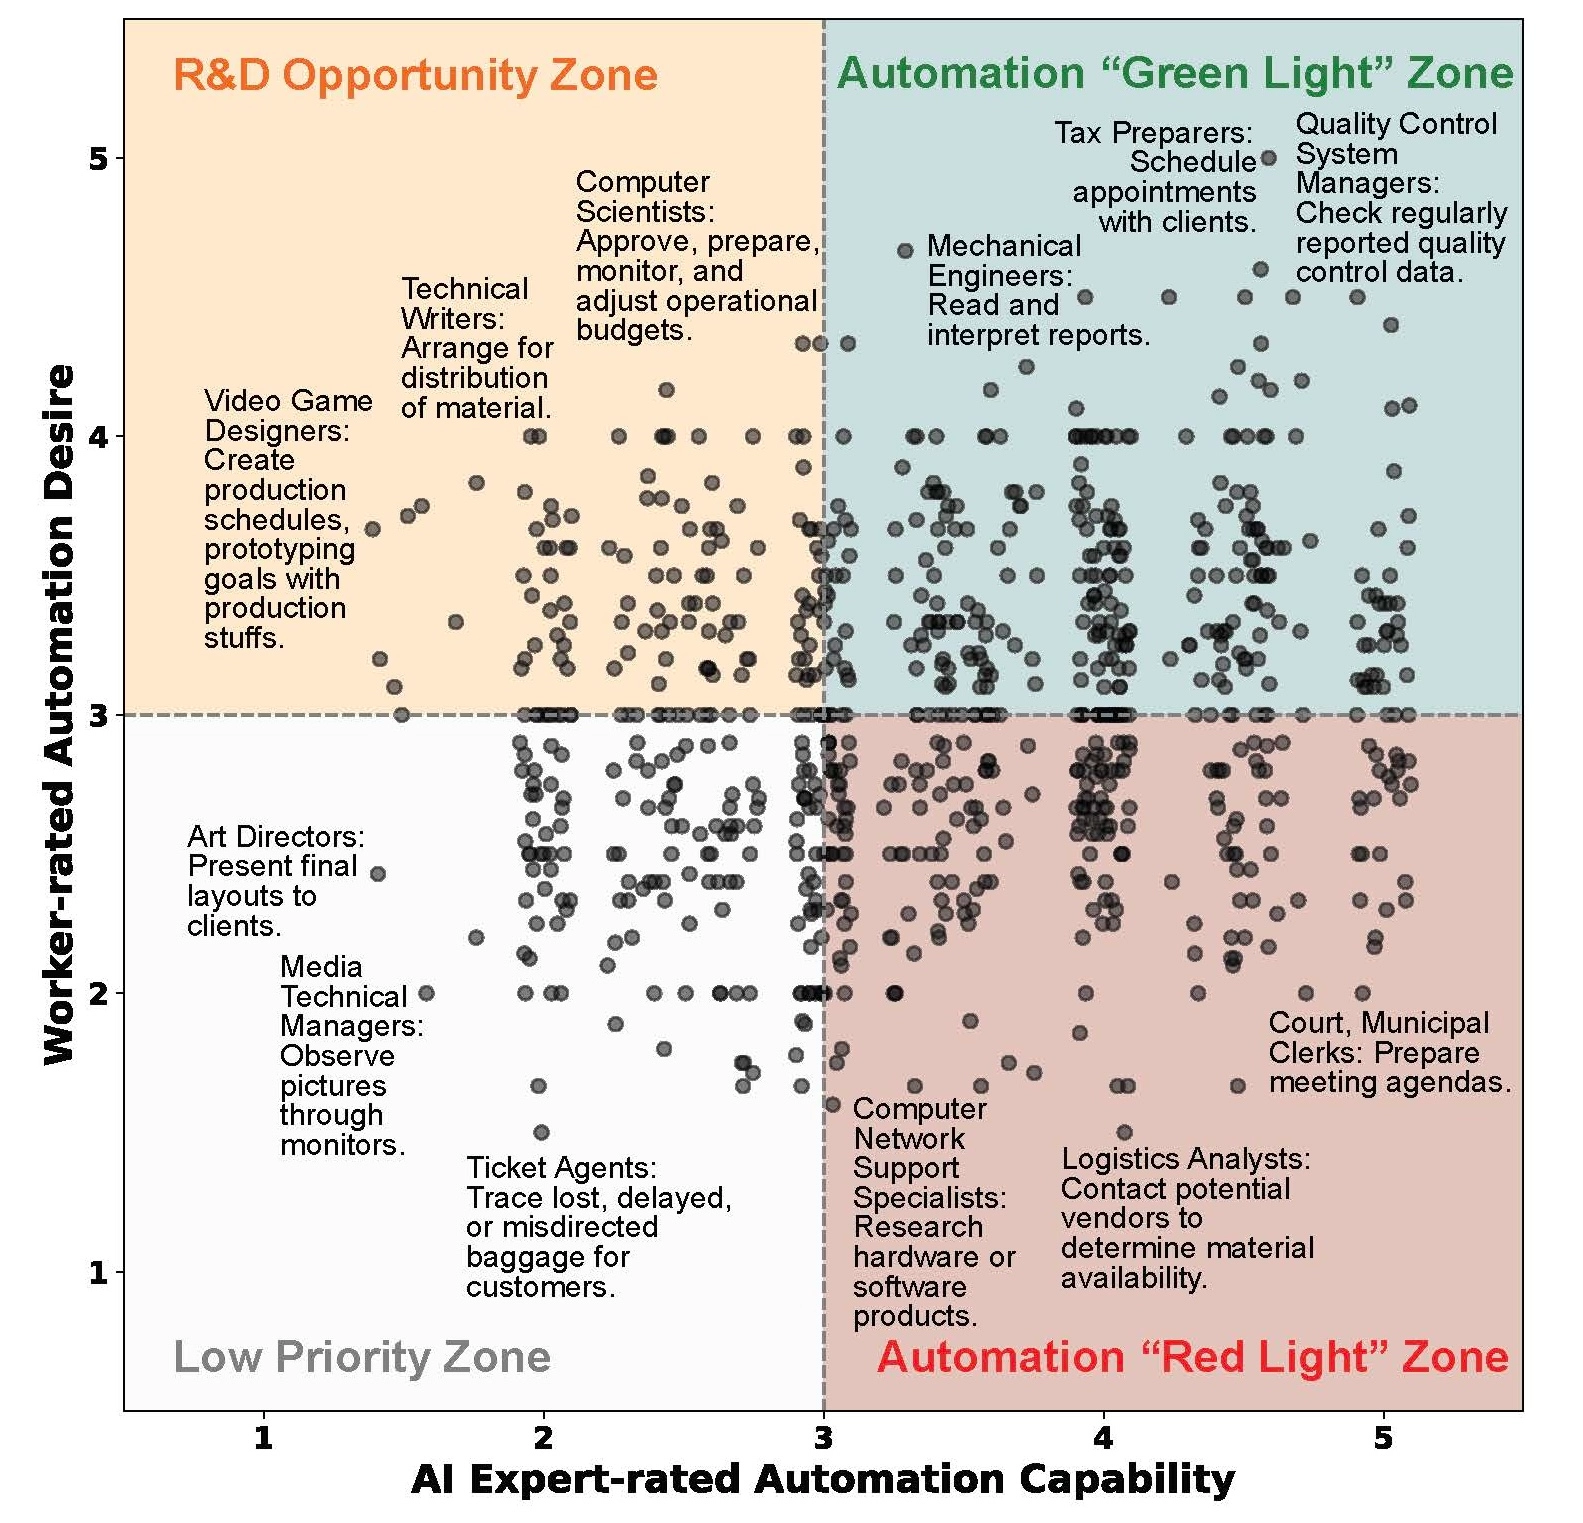 R&D Opportunity Zone
Automation “Green Light” Zone
Tax Preparers:
Schedule
appointments
with clients.
Quality Control
System
Managers:
Check regularly
reported quality
control data.
Computer
Scientists:
Approve, prepare,
monitor, and
adjust operational
budgets.
Mechanical
Engineers:
Read and
interpret reports.
Technical
Writers:
Arrange for
distribution
of material.
Video Game
Designers:
Create
production
schedules,
prototyping
goals with
production
stuffs.
Art Directors:
Present final
layouts to
clients.
Media
Technical
Managers:
Observe
pictures
through
monitors.
Ticket Agents:
Trace lost, delayed,
or misdirected
baggage for
customers.
Computer
Network
Support
Specialists:
Research
hardware or
software
products.
Logistics Analysts:
Contact potential
vendors to
determine material
availability.
Court, Municipal
Clerks: Prepare
meeting agendas.
Low Priority Zone
Automation “Red Light” Zone
Worker-rated Automation Desire
5
4
3
2
1
1
2
3
4
5
AI Expert-rated Automation Capability